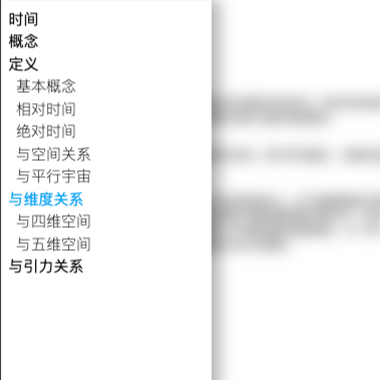 时间
概念
定义
基本概念
相对时间
绝对时间
与空间关系
与平行宇宙
与维度关系
与四维空间
与五维空间
与引力关系